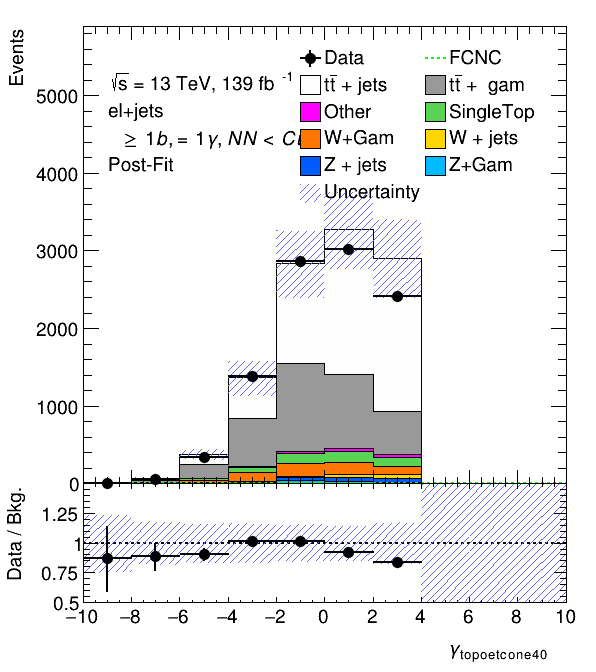 Events
Data
FCNC
√s = 13 TeV, 139 fb⁻¹
tt̄ + jets
tt̄ + gam
el+jets
Other
SingleTop
≥ 1b, = 1γ, NN < C
W+Gam
W + jets
Post-Fit
Z + jets
Z+Gam
Uncertainty
5000
4000
3000
2000
1000
0
Data / Bkg.
1.25
1
0.75
0.5
−10 −8 −6 −4 −2 0 2 4 6 8 10
γtopoetcone40